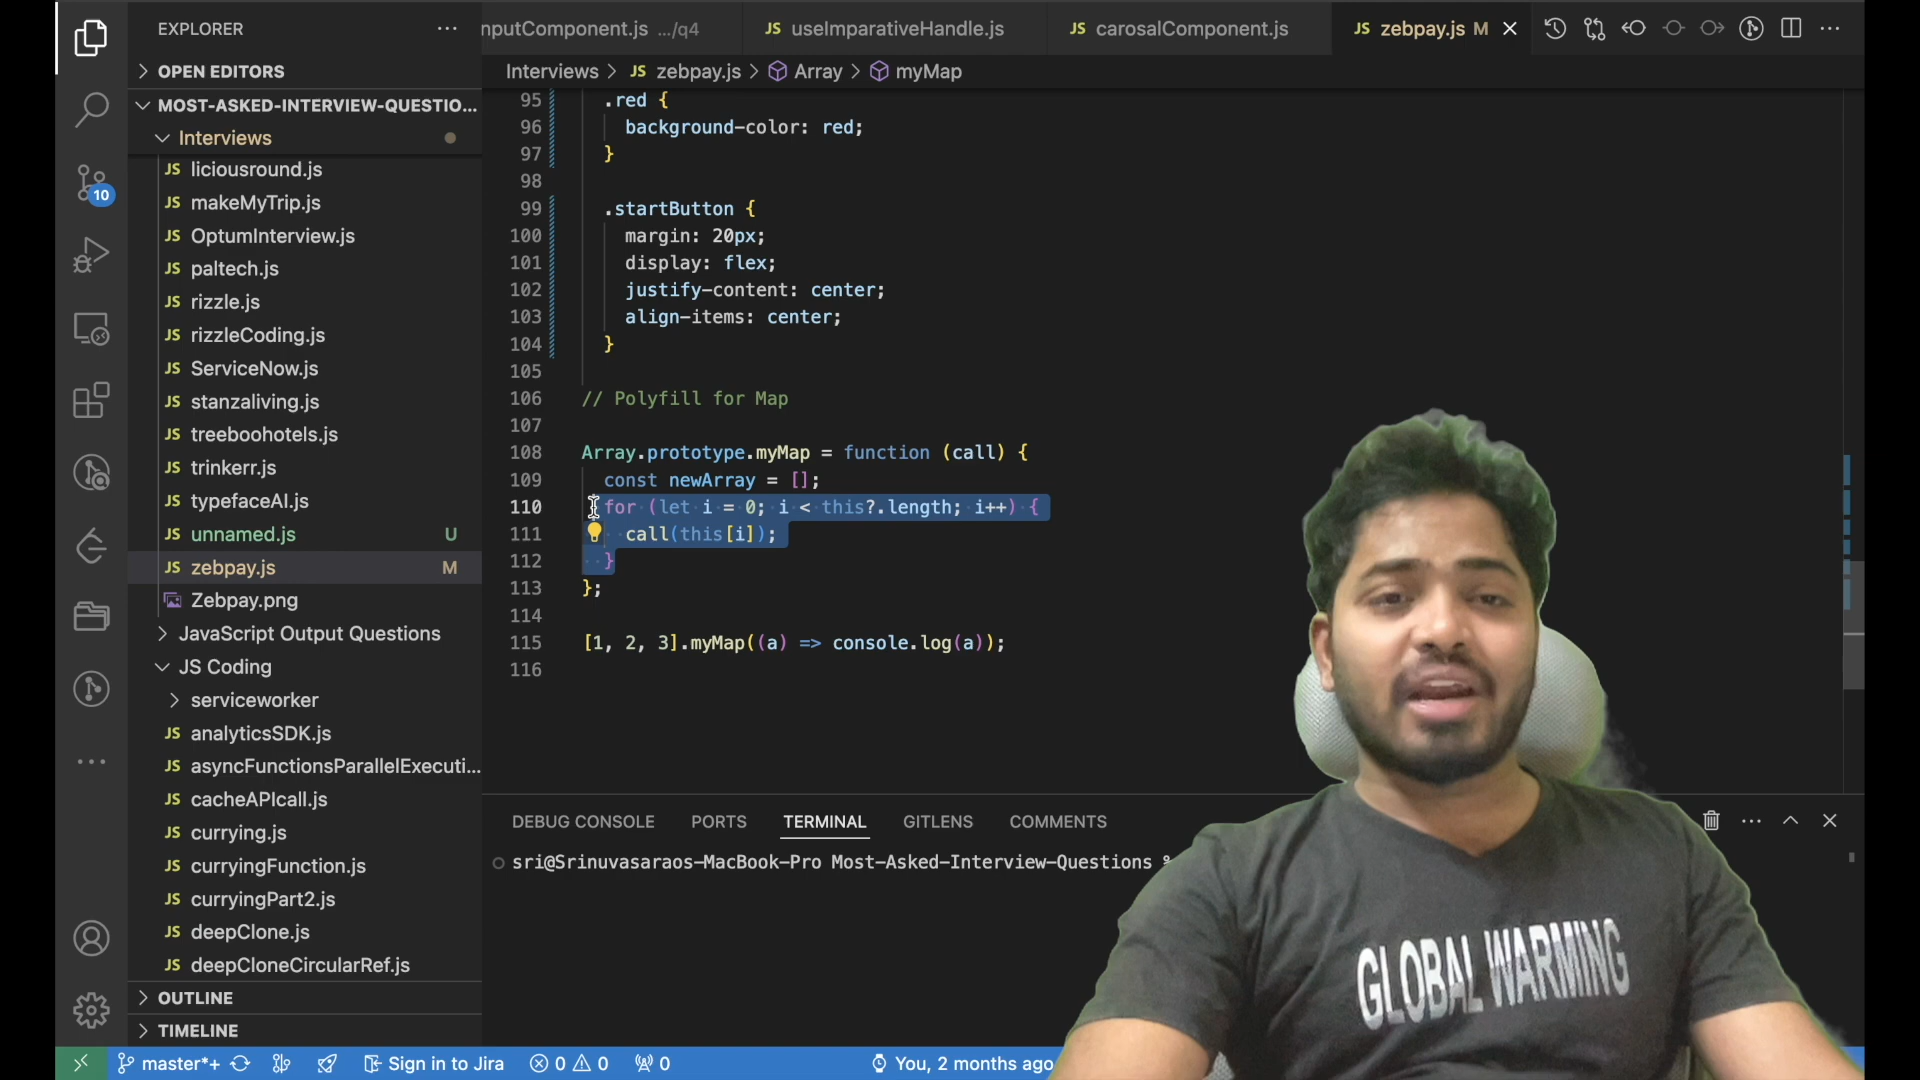 EXPLORER
OPEN EDITORS
MOST-ASKED-INTERVIEW-QUESTIO...
Interviews
JS liciousround.js
JS makeMyTrip.js
JS OptumInterview.js
JS paltech.js
JS rizzle.js
JS rizzleCoding.js
JS ServiceNow.js
JS stanzaliving.js
JS treeboohotels.js
JS trinkerr.js
JS typefaceAI.js
JS unnamed.js U
JS zebpay.js M
Zebpay.png
JavaScript Output Questions
JS Coding
serviceworker
JS analyticsSDK.js
JS asyncFunctionsParallelExecuti...
JS cacheAPIcall.js
JS currying.js
JS curryingFunction.js
JS curryingPart2.js
JS deepClone.js
JS deepCloneCircularRef.js
OUTLINE
TIMELINE
10
nputComponent.js .../q4 JS useImparativeHandle.js JS carosalComponent.js JS zebpay.js M
Interviews > JS zebpay.js > Array > myMap
95 .red {
96 background-color: red;
97 }
98
99 .startButton {
100 margin: 20px;
101 display: flex;
102 justify-content: center;
103 align-items: center;
104 }
105
106 // Polyfill for Map
107
108 Array.prototype.myMap = function (call) {
109 const newArray = [];
110 for (let i = 0; i < this?.length; i++) {
111 call(this[i]);
112 }
113 };
114
115 [1, 2, 3].myMap((a) => console.log(a));
116
DEBUG CONSOLE PORTS TERMINAL GITLENS COMMENTS
sri@Srinuvasaraos-MacBook-Pro Most-Asked-Interview-Questions %
GLOBAL WARMING
master*+ Sign in to Jira 0 0 0 You, 2 months ago